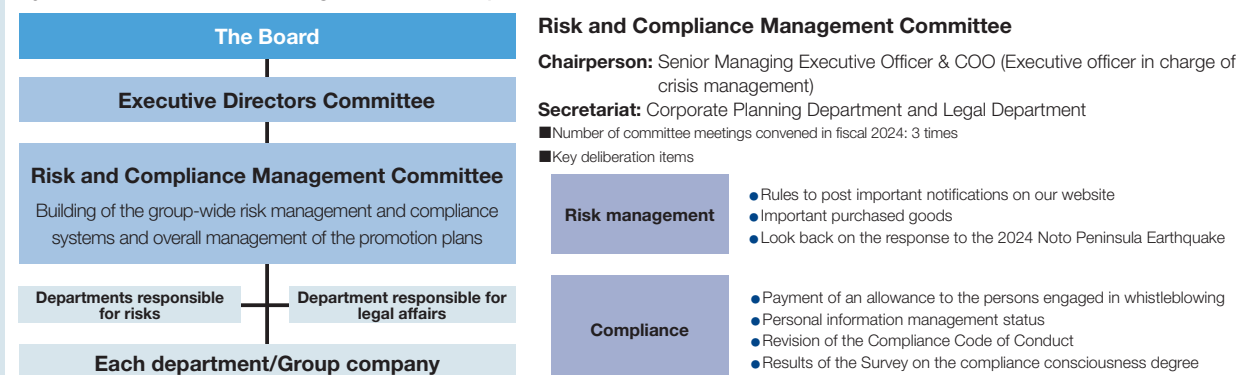 The Board
Executive Directors Committee
Risk and Compliance Management Committee
Building of the group-wide risk management and compliance
systems and overall management of the promotion plans
Departments responsible
for risks
Department responsible for
legal affairs
Each department/Group company
Risk and Compliance Management Committee
Chairperson: Senior Managing Executive Officer & COO (Executive officer in charge of
crisis management)
Secretariat: Corporate Planning Department and Legal Department
■Number of committee meetings convened in fiscal 2024: 3 times
■Key deliberation items
Risk management
●Rules to post important notifications on our website
●Important purchased goods
●Look back on the response to the 2024 Noto Peninsula Earthquake
Compliance
●Payment of an allowance to the persons engaged in whistleblowing
●Personal information management status
●Revision of the Compliance Code of Conduct
●Results of the Survey on the compliance consciousness degree